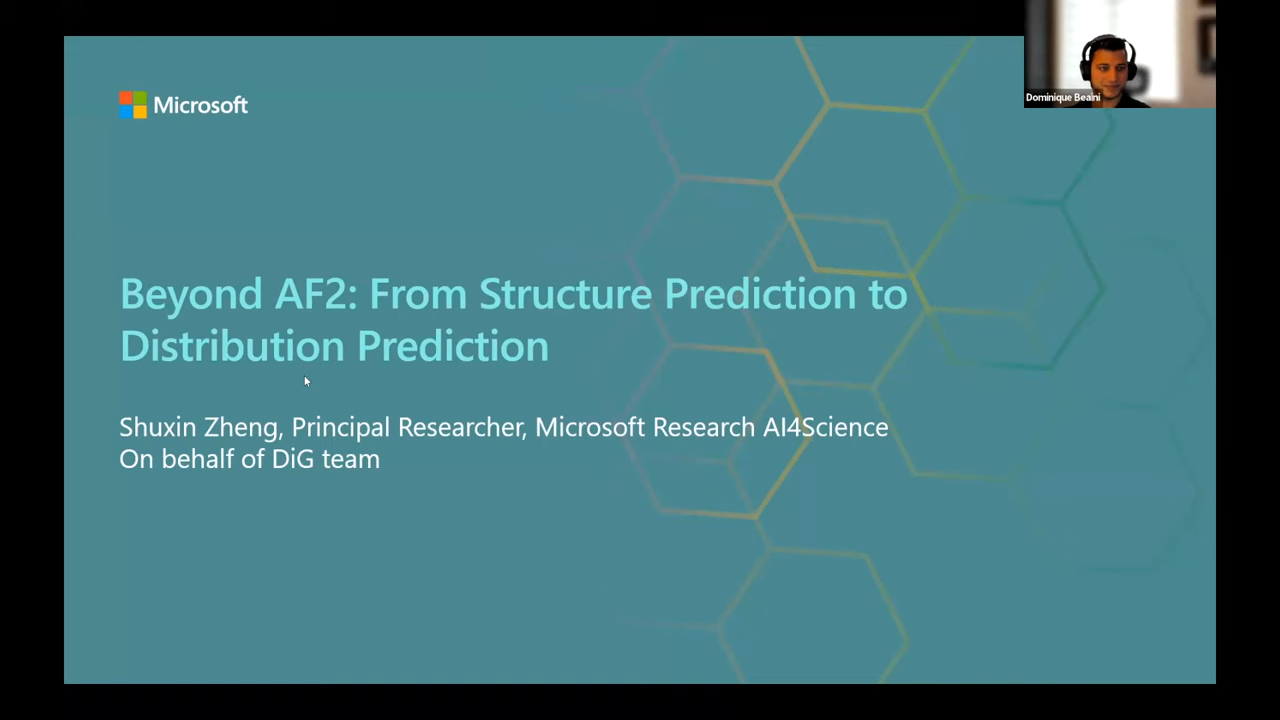 Microsoft
Dominique Beaini
Beyond AF2: From Structure Prediction to
Distribution Prediction
Shuxin Zheng, Principal Researcher, Microsoft Research AI4Science
On behalf of DiG team